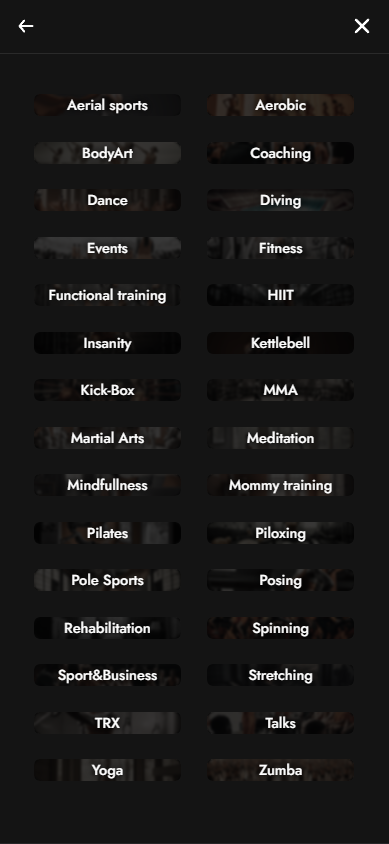 Aerial sports
Aerobic
BodyArt
Coaching
Dance
Diving
Events
Fitness
Functional training
HIIT
Insanity
Kettlebell
Kick-Box
MMA
Martial Arts
Meditation
Mindfullness
Mommy training
Pilates
Piloxing
Pole Sports
Posing
Rehabilitation
Spinning
Sport&Business
Stretching
TRX
Talks
Yoga
Zumba